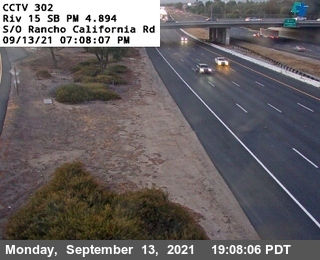 CCTV 302
Riv 15 SB PM 4.894
S/O Rancho California Rd
09/13/21 07:08:07 PM
Monday, September 13, 2021 19:08:06 PDT